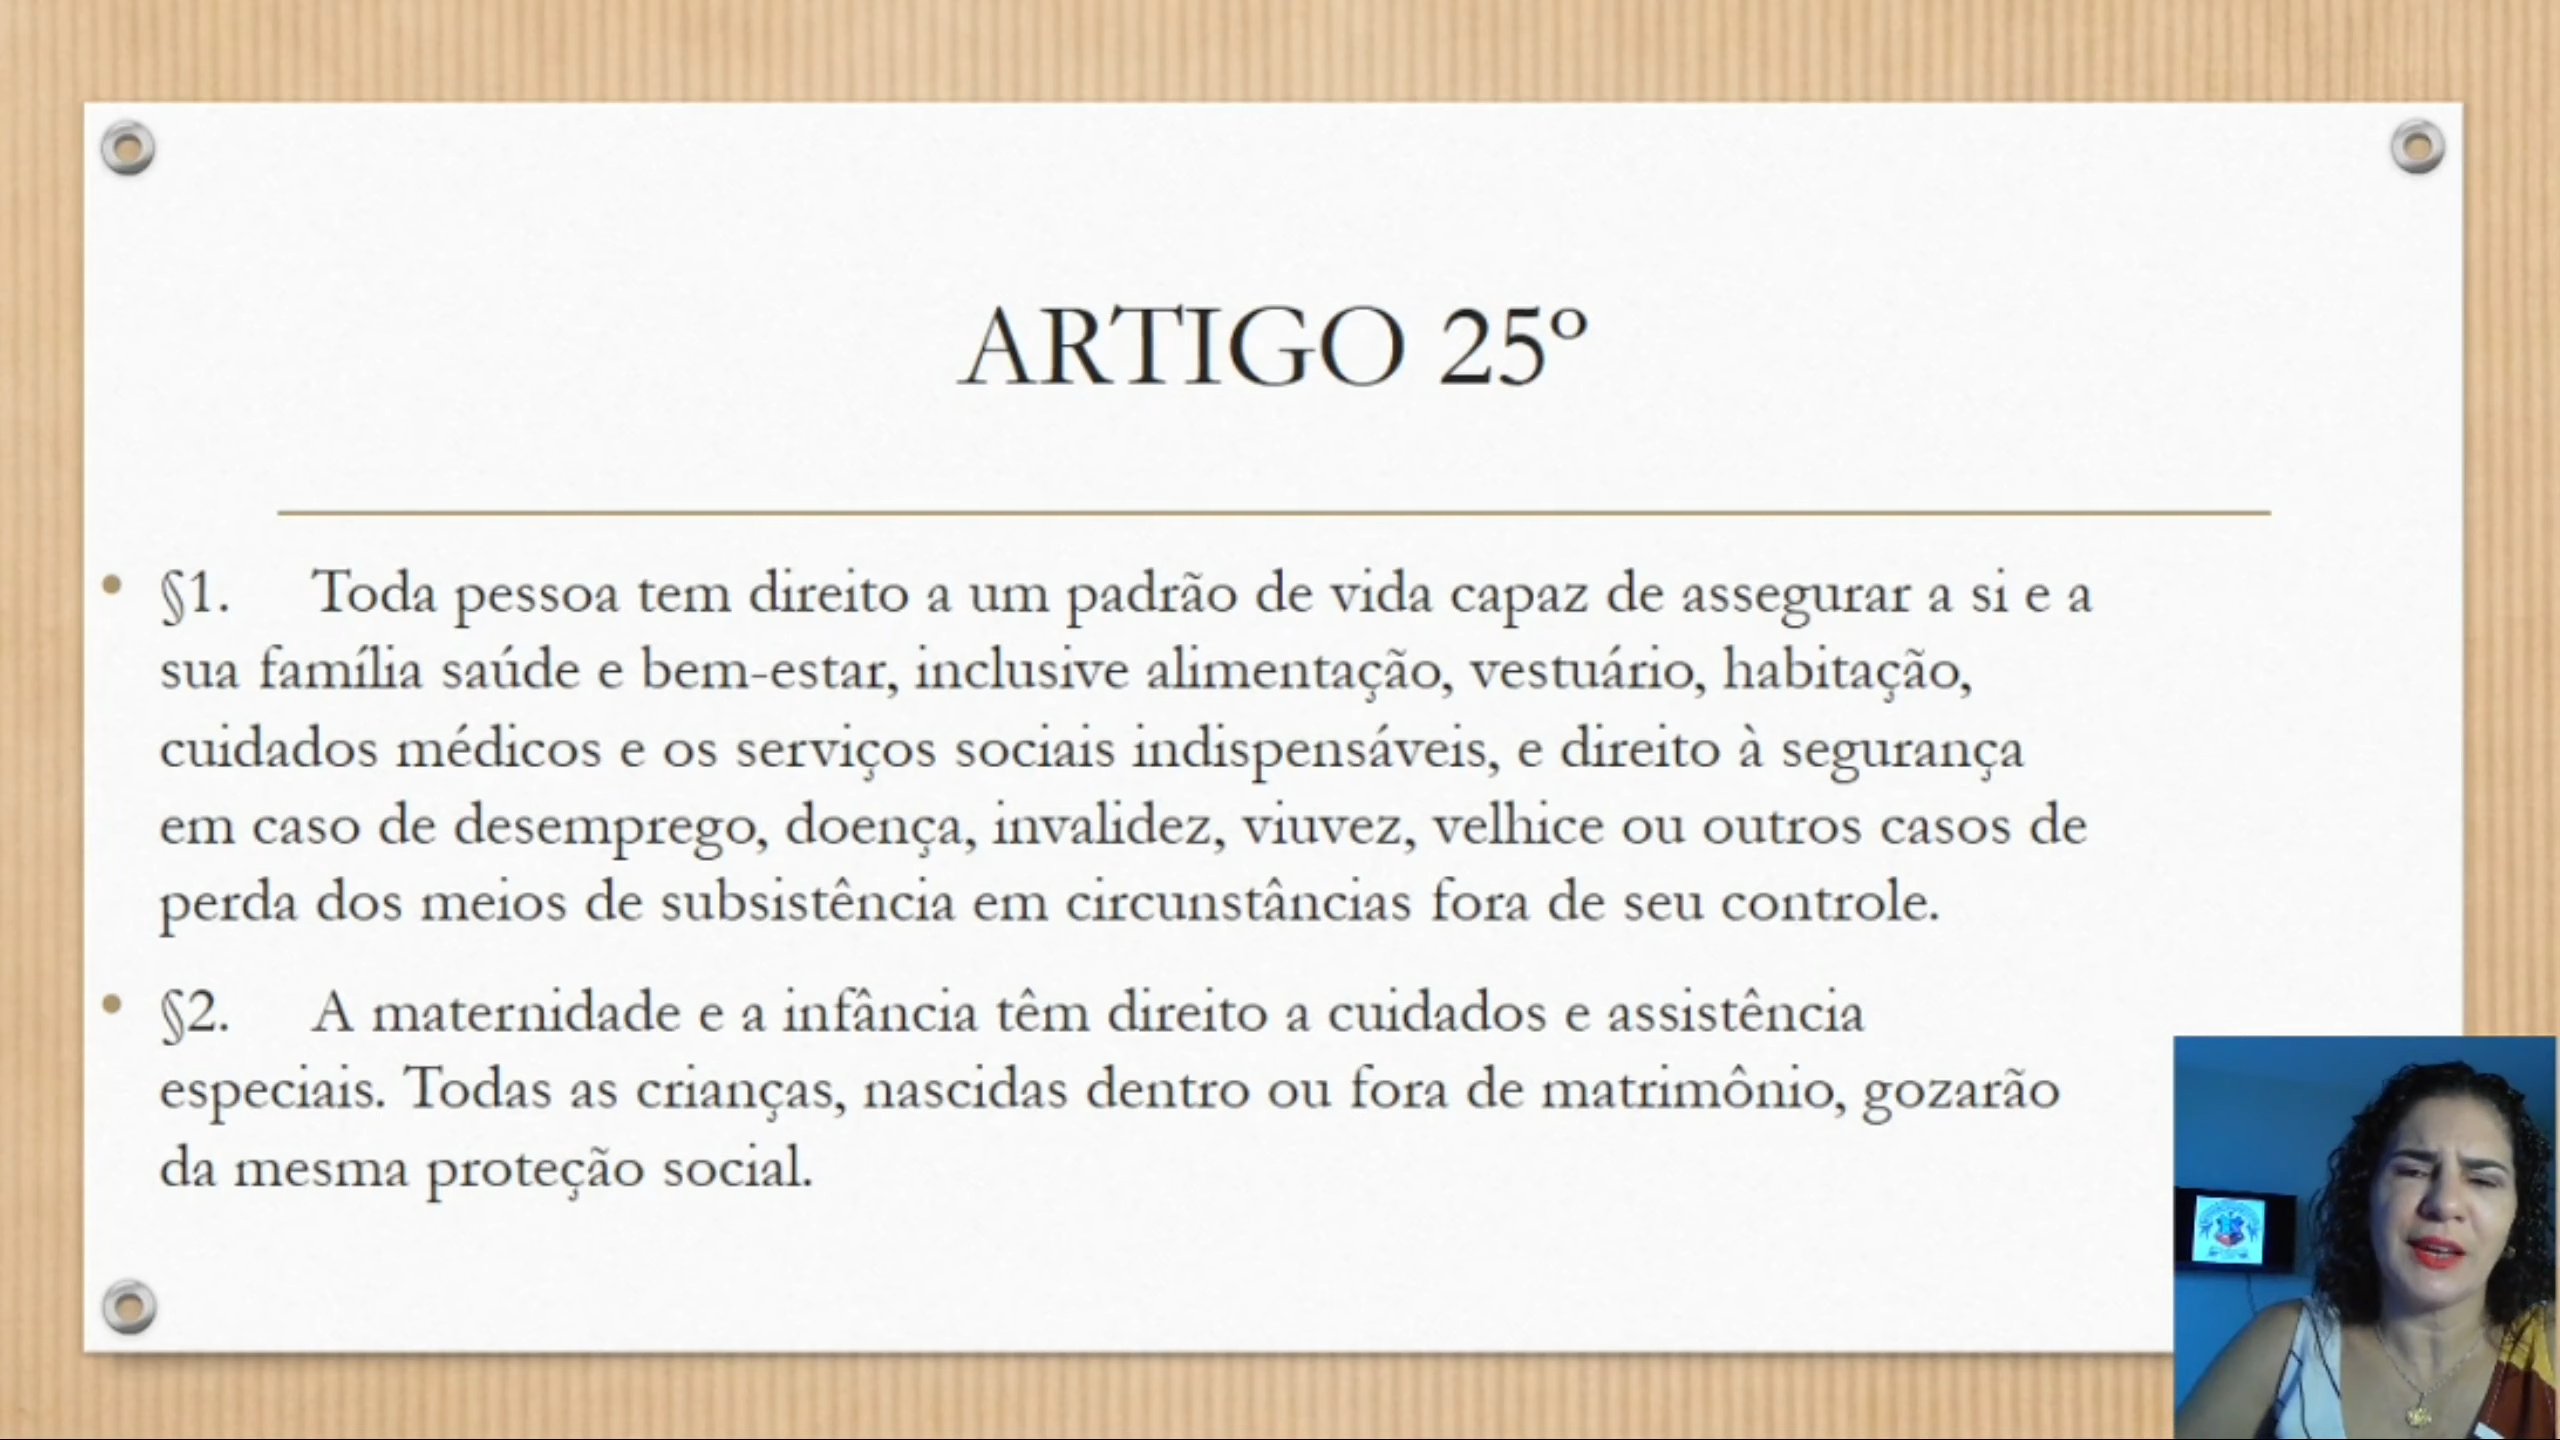 ARTIGO 25º
• §1. Toda pessoa tem direito a um padrão de vida capaz de assegurar a si e a
sua família saúde e bem-estar, inclusive alimentação, vestuário, habitação,
cuidados médicos e os serviços sociais indispensáveis, e direito à segurança
em caso de desemprego, doença, invalidez, viuvez, velhice ou outros casos de
perda dos meios de subsistência em circunstâncias fora de seu controle.
• §2. A maternidade e a infância têm direito a cuidados e assistência
especiais. Todas as crianças, nascidas dentro ou fora de matrimônio, gozarão
da mesma proteção social.